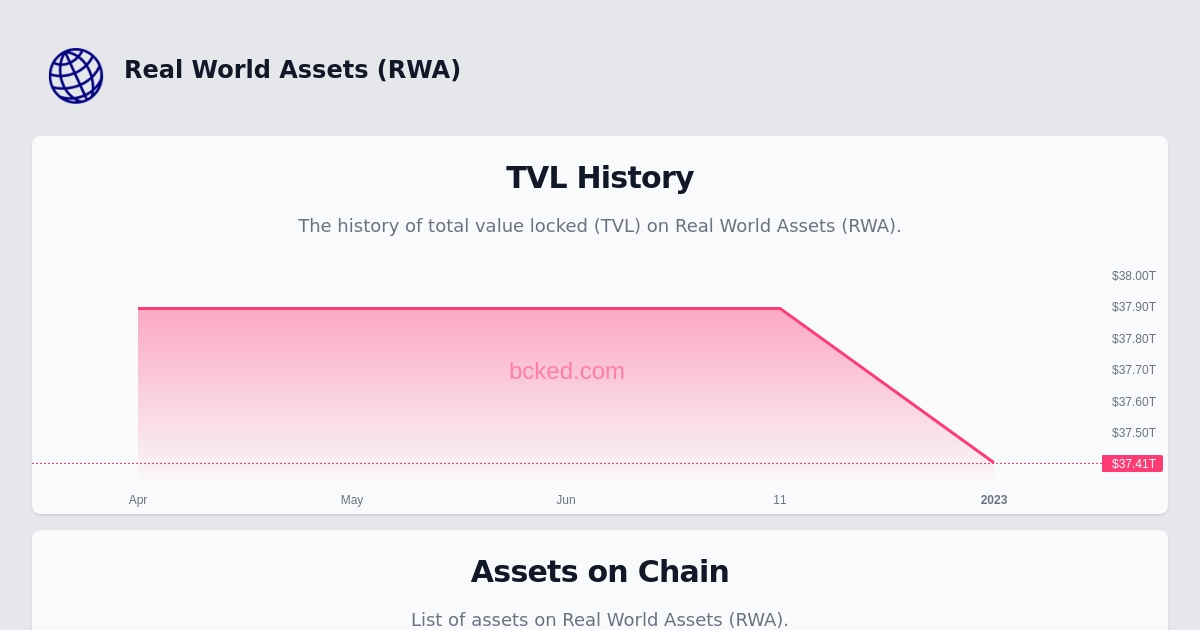 Real World Assets (RWA)
TVL History
The history of total value locked (TVL) on Real World Assets (RWA).
$38.00T
$37.90T
$37.80T
$37.70T
$37.60T
$37.50T
$37.41T
bcked.com
Apr May Jun 11 2023
Assets on Chain
List of assets on Real World Assets (RWA).